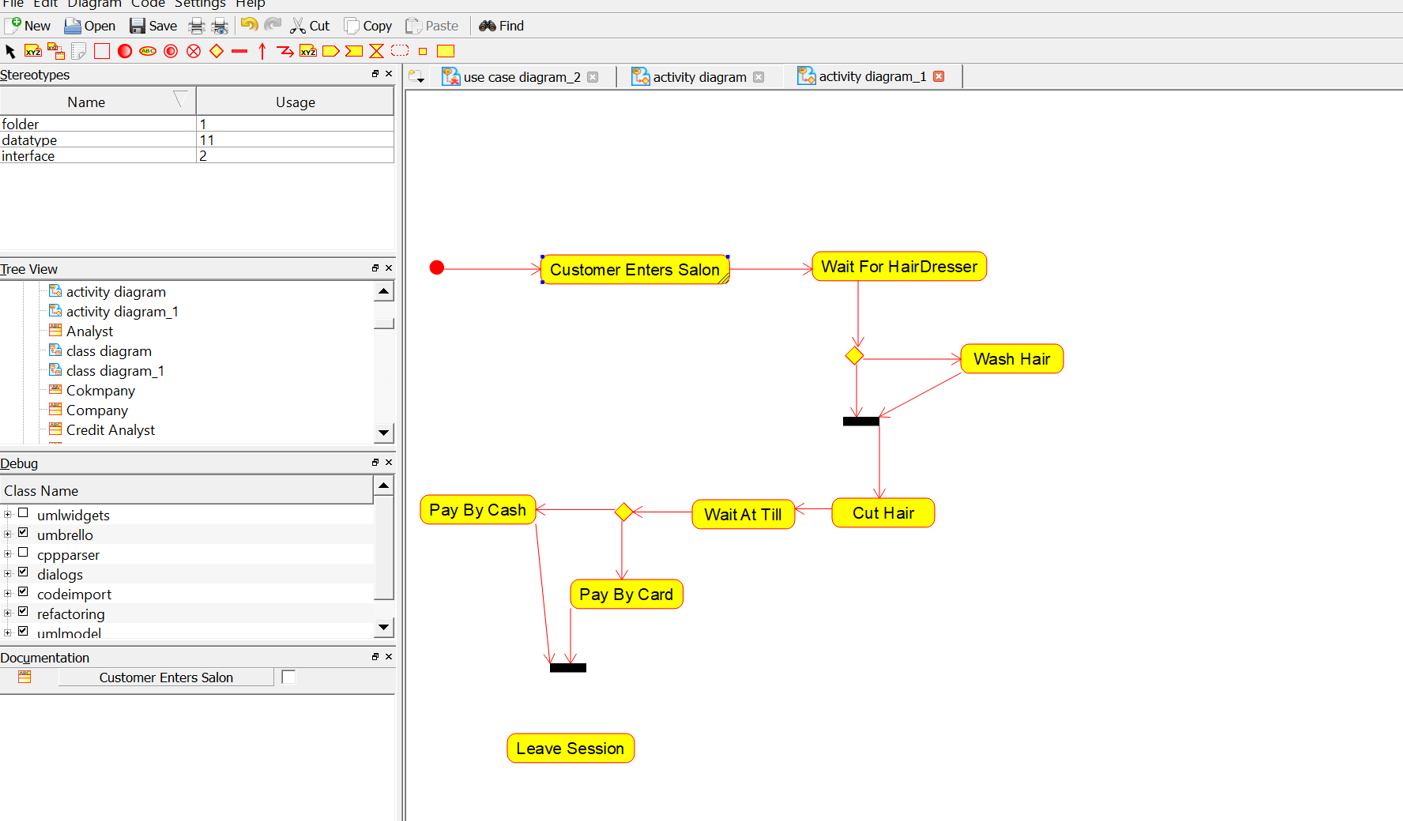 File Edit Diagram Code Settings Help
New Open Save Cut Copy Paste Find
XYZ XYZ ABC XYZ
Stereotypes
Name Usage
folder 1
datatype 11
interface 2
Tree View
activity diagram
activity diagram_1
Analyst
class diagram
class diagram_1
Cokmpany
Company
Credit Analyst
Debug
Class Name
umlwidgets
umbrello
cppparser
dialogs
codeimport
refactoring
umlmodel
Documentation
Customer Enters Salon
use case diagram_2 activity diagram activity diagram_1
Customer Enters Salon
Wait For HairDresser
Wash Hair
Pay By Cash
Wait At Till
Cut Hair
Pay By Card
Leave Session